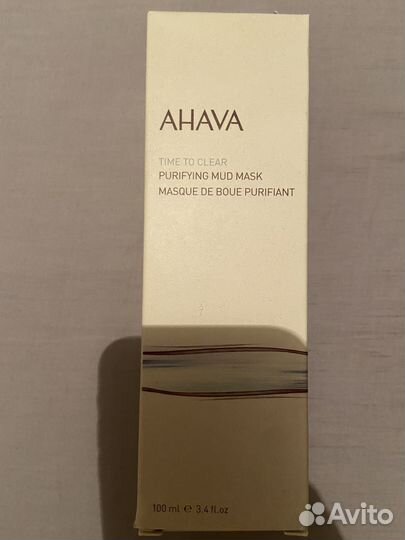 AHAVA
TIME TO CLEAR
PURIFYING MUD MASK
MASQUE DE BOUE PURIFIANT
100 ml ℮ 3.4 fl.oz
Avito